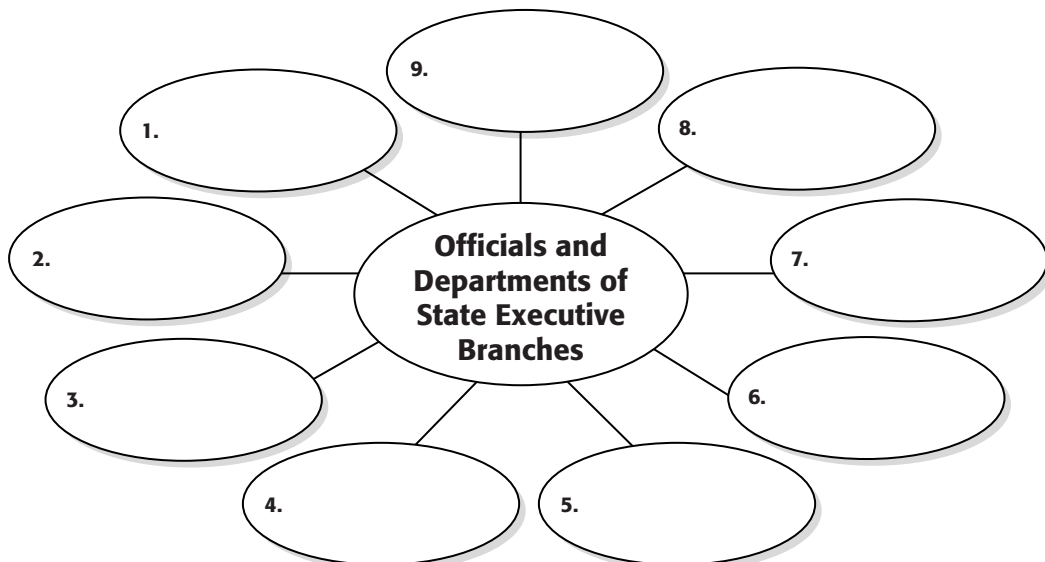 9.
1.
8.
2.
Officials and
Departments of
State Executive
Branches
7.
3.
6.
4.
5.